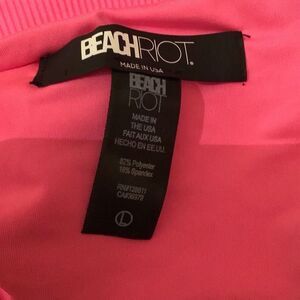 BEACHRIOT
MADE IN USA
BEACH
RIOT
MADE IN
THE USA
FAIT AUX USA
HECHO EN EE.UU.
82% Polyester
18% Spandex
L